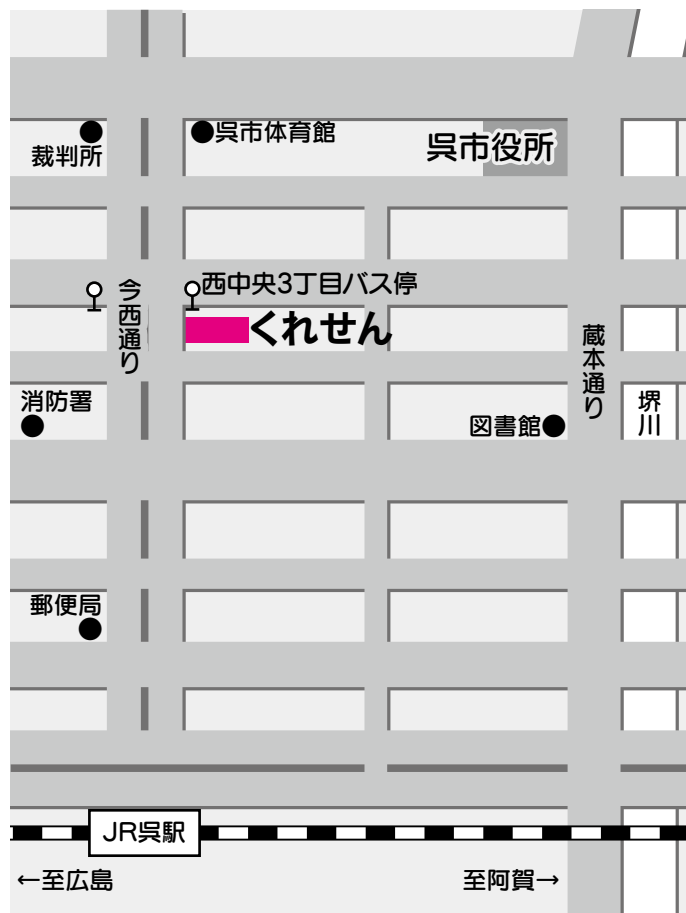 裁判所
呉市体育館
呉市役所
西中央3丁目バス停
今西通り
くれせん
蔵本通り
消防署
図書館
堺川
郵便局
JR呉駅
←至広島
至阿賀→